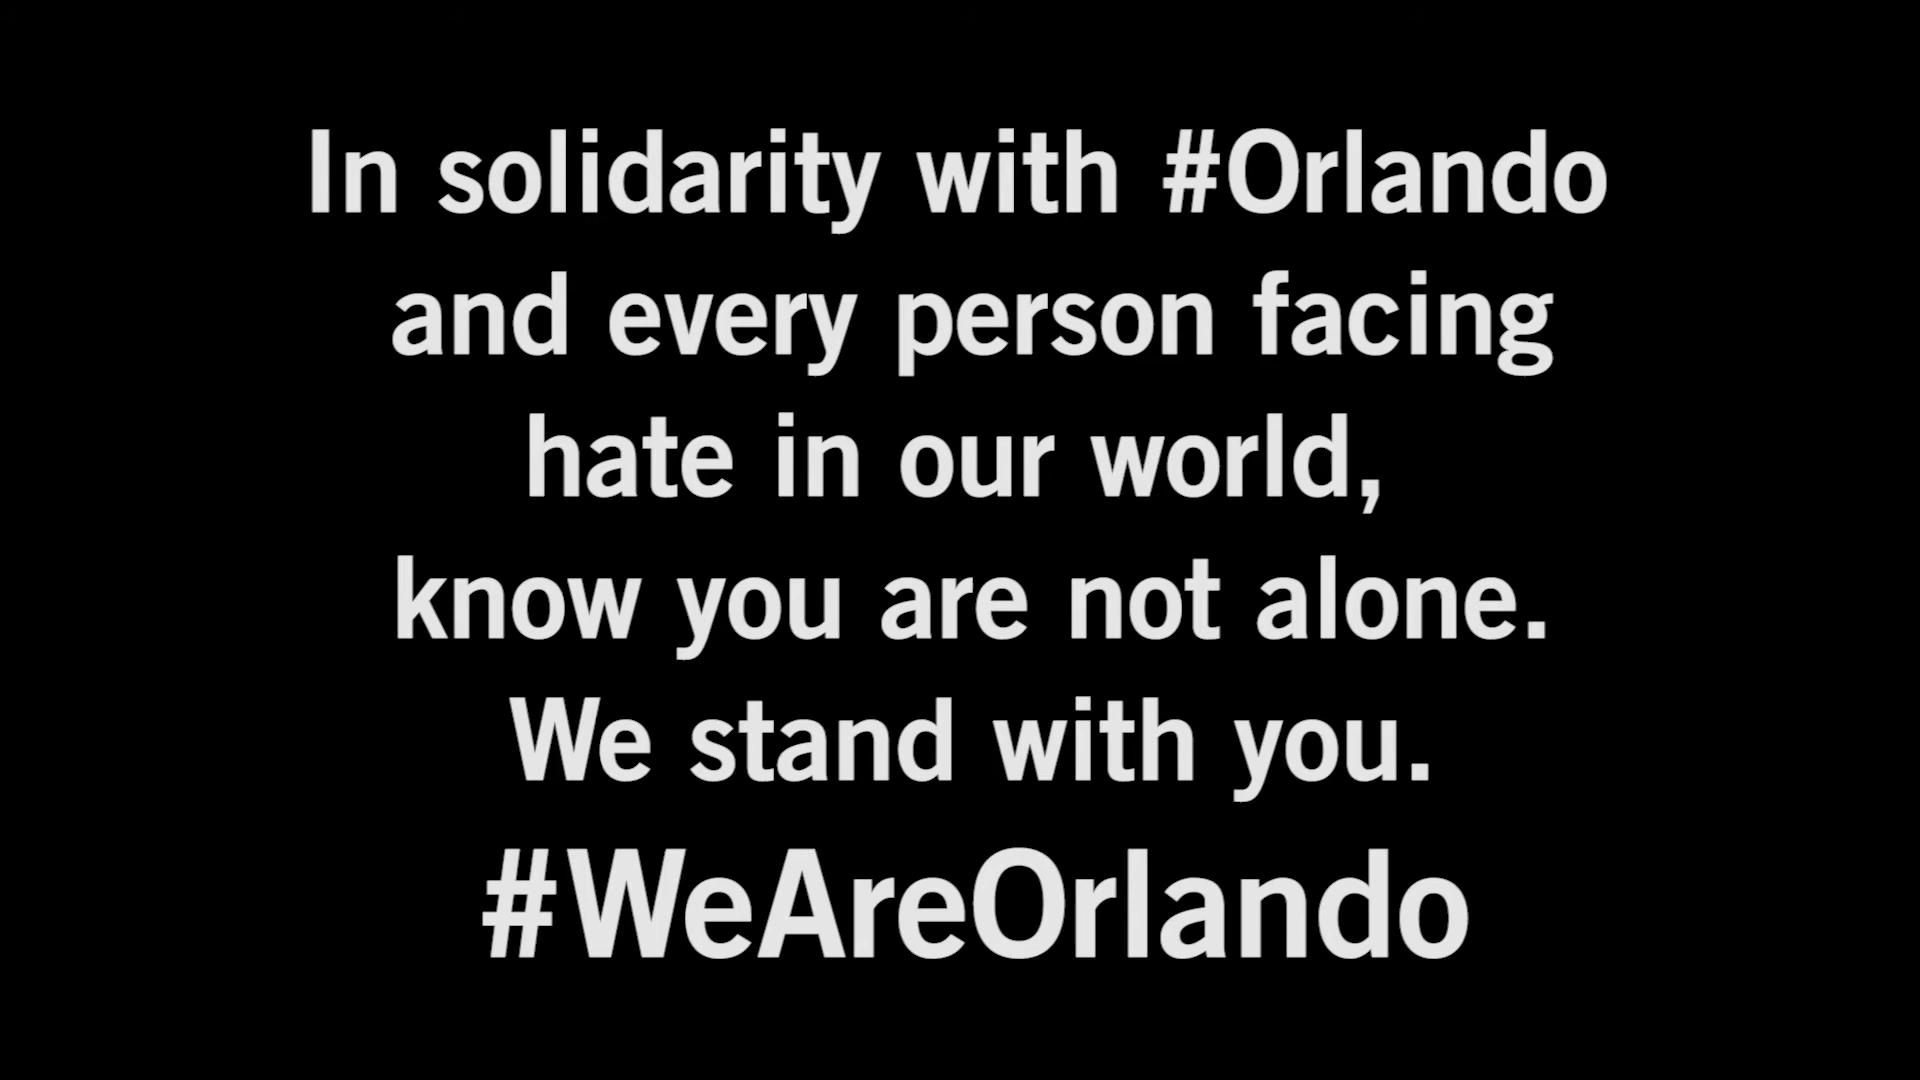 In solidarity with #Orlando
and every person facing
hate in our world,
know you are not alone.
We stand with you.
#WeAreOrlando